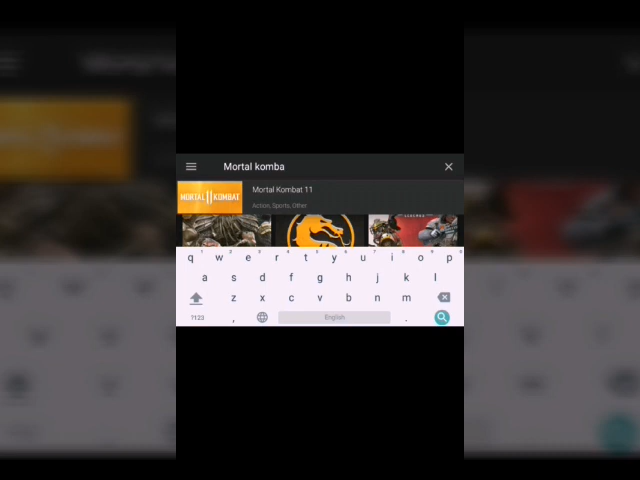 Mortal komba
MORTAL KOMBAT
Mortal Kombat 11
Action, Sports, Other
q w e r t y u i o p
a s d f g h j k l
z x c v b n m
?123 , English .